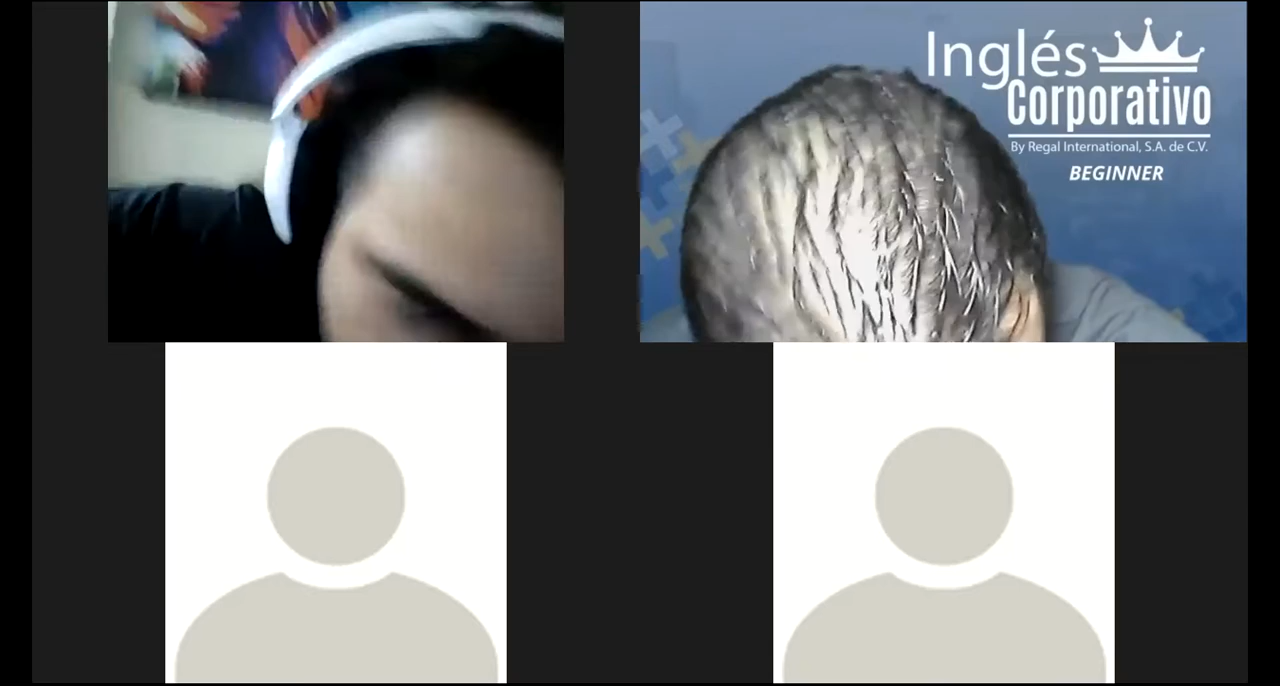 Inglés
Corporativo
By Regal International, S.A. de C.V.
BEGINNER